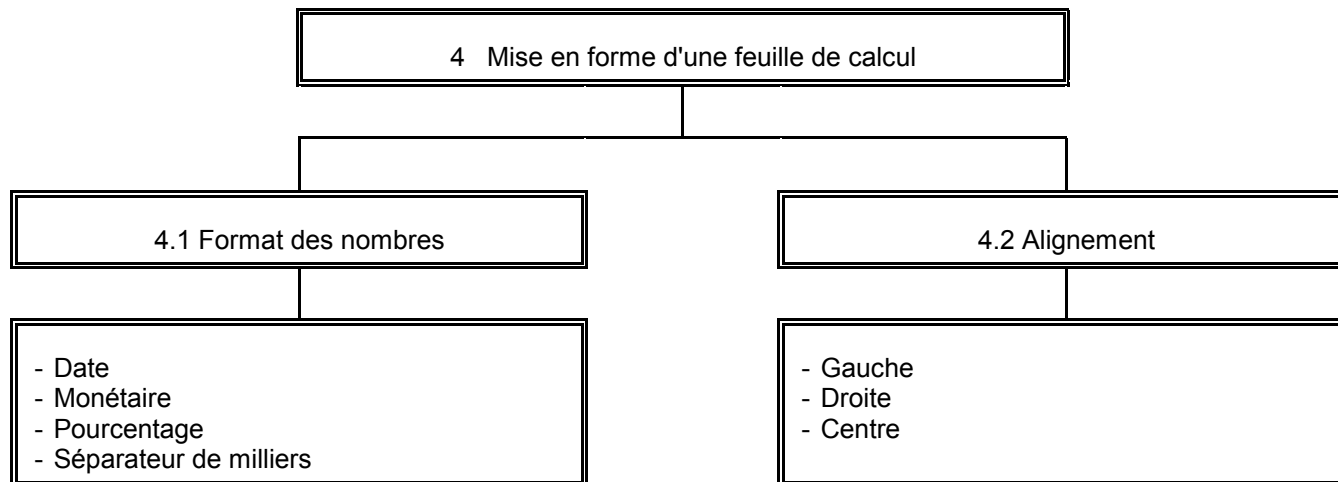 4 Mise en forme d'une feuille de calcul
4.1 Format des nombres
- Date
- Monétaire
- Pourcentage
- Séparateur de milliers
4.2 Alignement
- Gauche
- Droite
- Centre